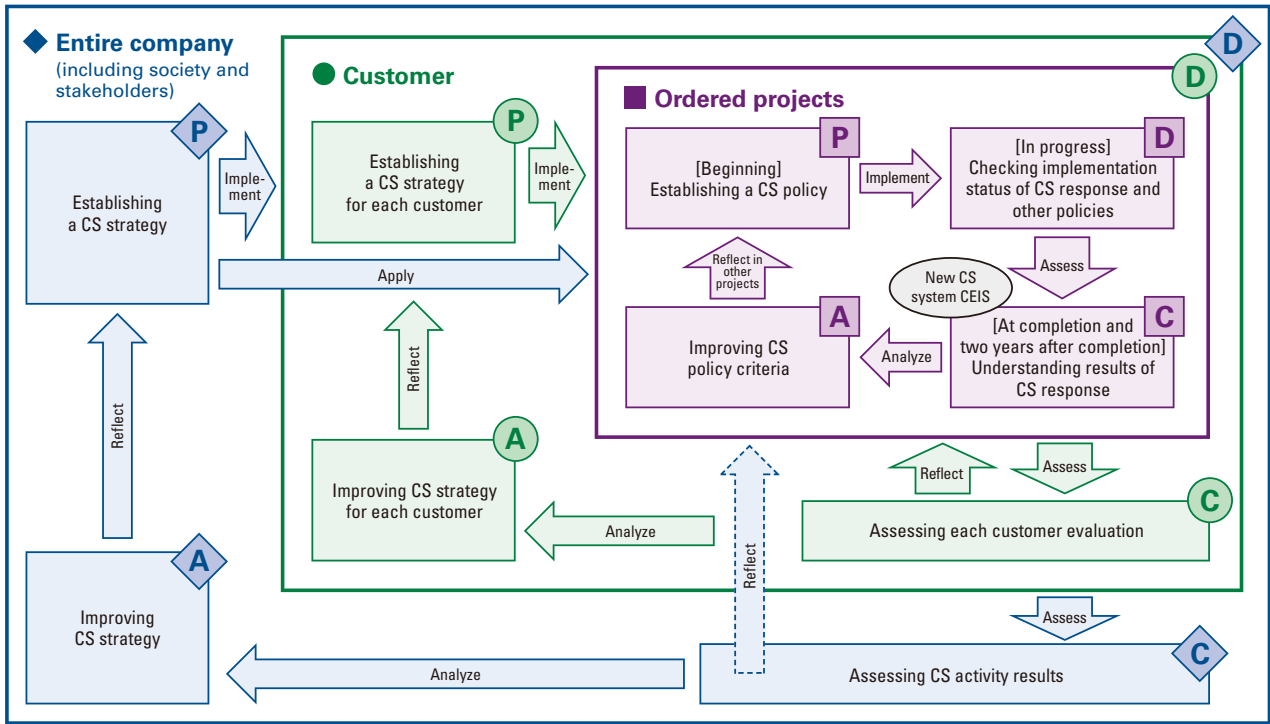 Entire company
(including society and
stakeholders)
P
Establishing
a CS strategy
Imple-
ment
D
Customer
P
Establishing
a CS strategy
for each customer
Imple-
ment
Apply
D
Ordered projects
P
[Beginning]
Establishing a CS policy
Implement
D
[In progress]
Checking implementation
status of CS response and
other policies
Assess
New CS
system CEIS
C
[At completion and
two years after completion]
Understanding results of
CS response
Analyze
A
Improving CS
policy criteria
Reflect in
other
projects
Reflect
Assess
C
Assessing each customer evaluation
Analyze
A
Improving CS strategy
for each customer
Reflect
Assess
C
Assessing CS activity results
Reflect
Analyze
A
Improving
CS strategy
Reflect